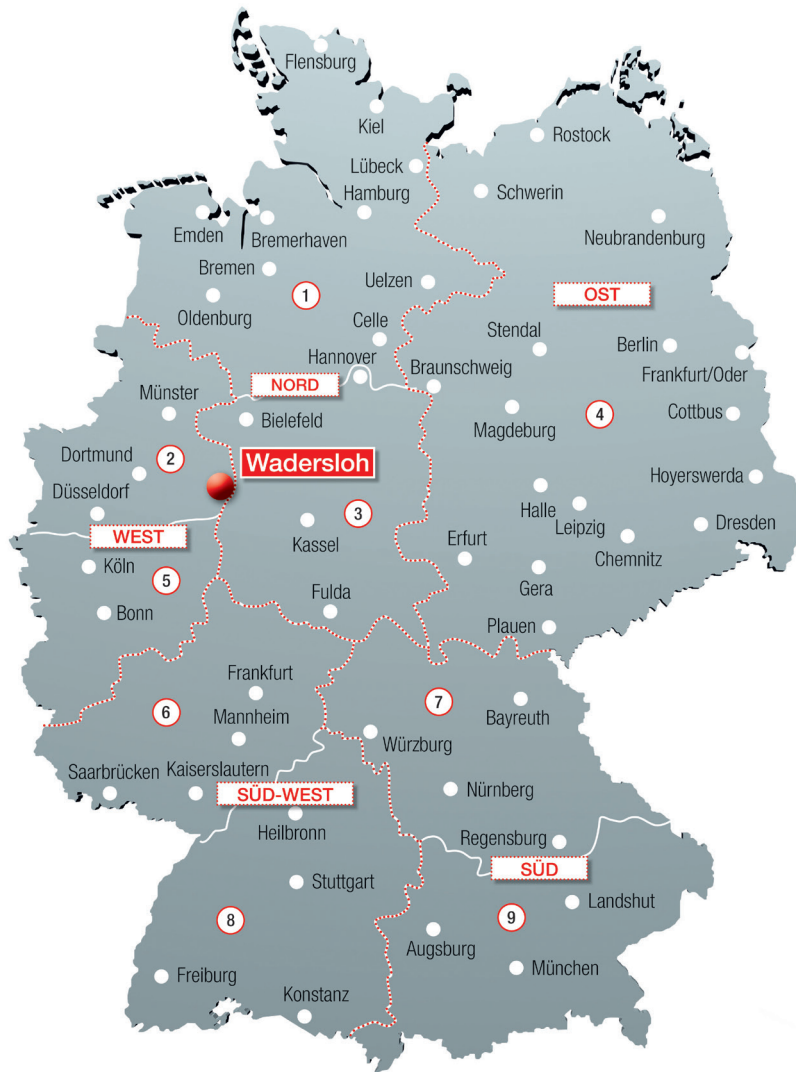 Flensburg
Kiel
Rostock
Lübeck
Schwerin
Hamburg
Emden
Bremerhaven
Neubrandenburg
Bremen
Uelzen
1
OST
Oldenburg
Celle
Stendal
Berlin
Hannover
Braunschweig
Frankfurt/Oder
NORD
Münster
Bielefeld
Magdeburg
4
Cottbus
Dortmund
2
Wadersloh
Hoyerswerda
Düsseldorf
3
Halle
Leipzig
Dresden
WEST
Kassel
Erfurt
Chemnitz
Köln
5
Gera
Bonn
Fulda
Plauen
Frankfurt
6
Mannheim
7
Bayreuth
Würzburg
Saarbrücken
Kaiserslautern
SÜD-WEST
Nürnberg
Heilbronn
Regensburg
SÜD
Stuttgart
Landshut
8
9
Augsburg
Freiburg
München
Konstanz